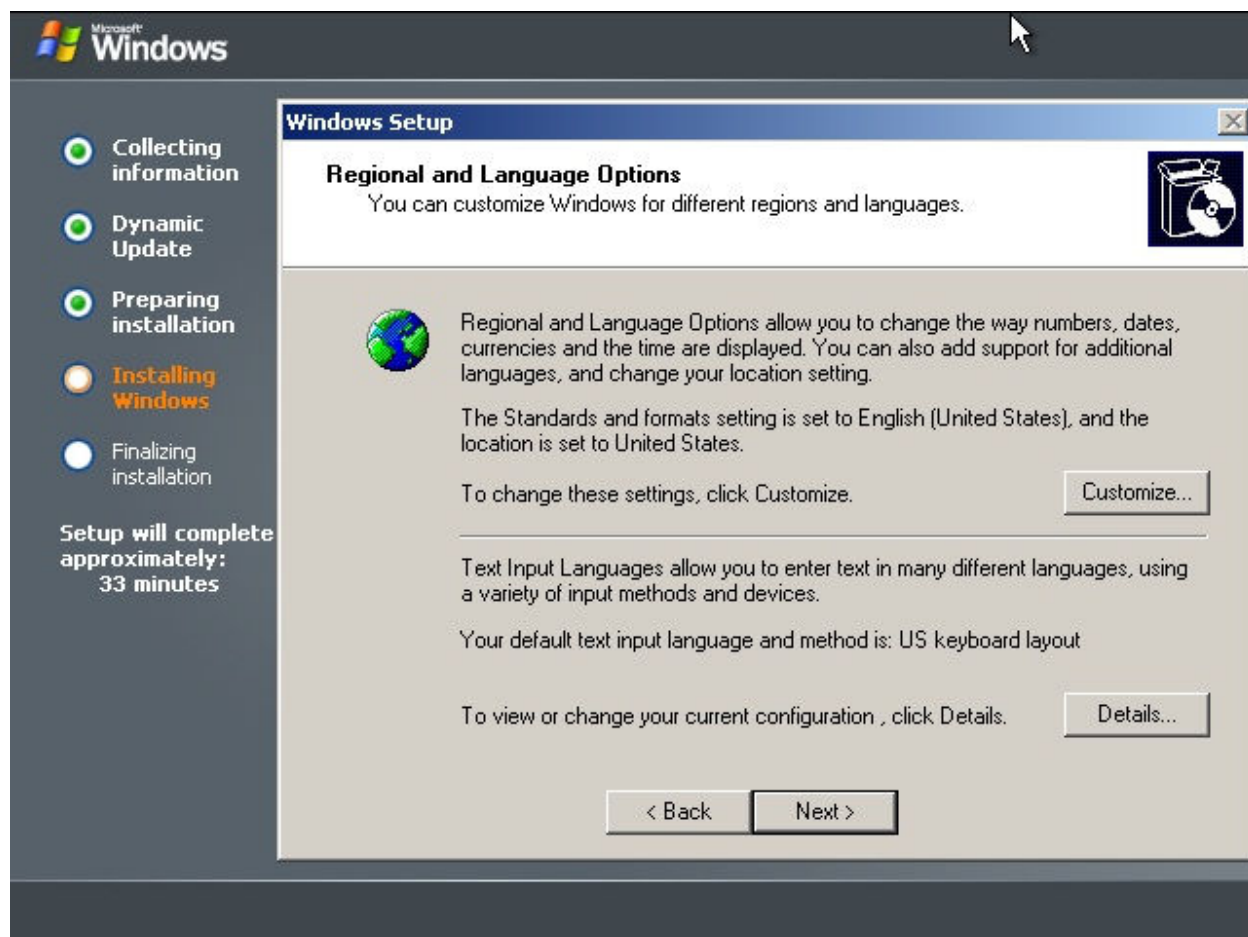 Microsoft
Windows
Collecting
information
Dynamic
Update
Preparing
installation
Installing
Windows
Finalizing
installation
Setup will complete
approximately:
33 minutes
Windows Setup
Regional and Language Options
You can customize Windows for different regions and languages.
Regional and Language Options allow you to change the way numbers, dates,
currencies and the time are displayed. You can also add support for additional
languages, and change your location setting.
The Standards and formats setting is set to English (United States), and the
location is set to United States.
To change these settings, click Customize.
Customize...
Text Input Languages allow you to enter text in many different languages, using
a variety of input methods and devices.
Your default text input language and method is: US keyboard layout
To view or change your current configuration , click Details.
Details...
< Back
Next >